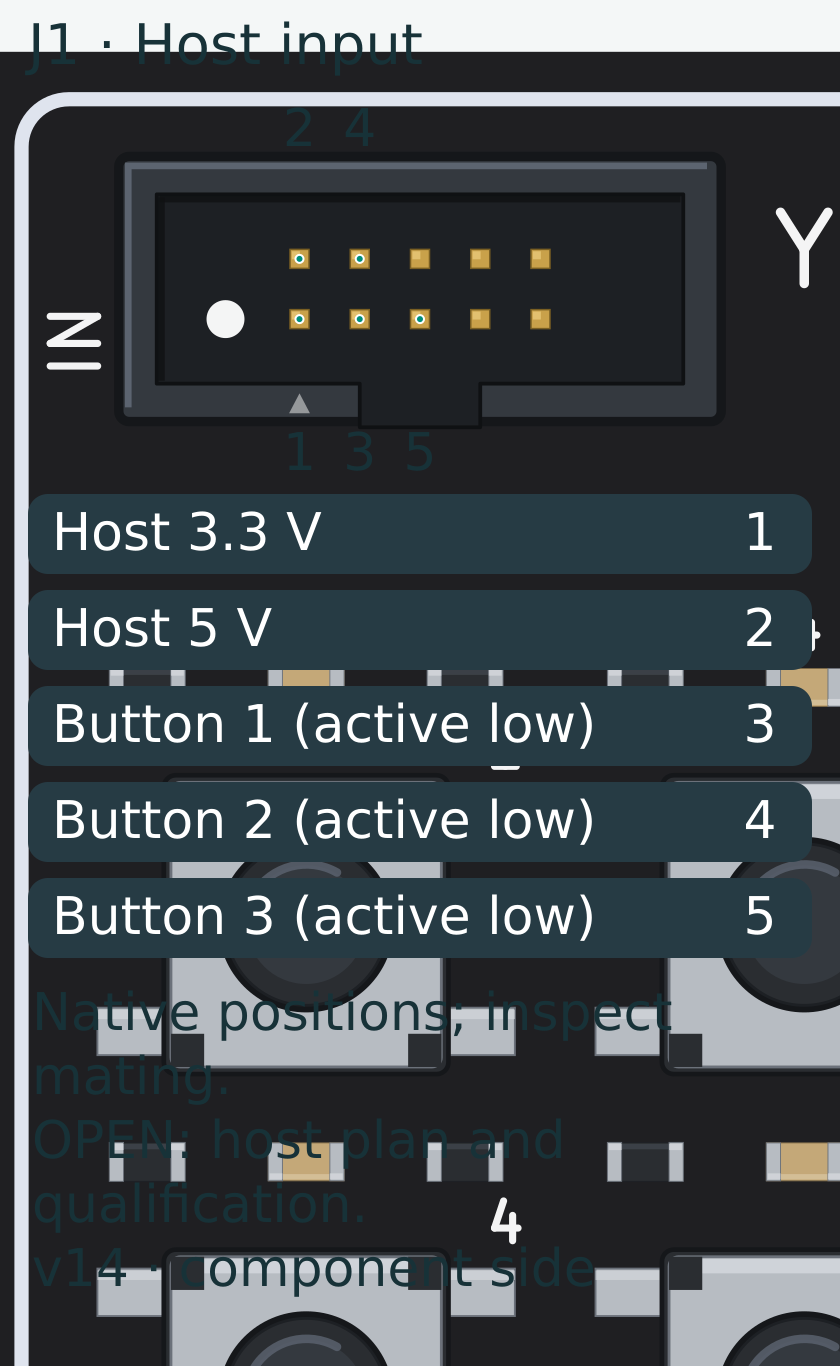 J1 · Host input
2 4
Y
IN
1 3 5
Host 3.3 V 1
Host 5 V 2
Button 1 (active low) 3
Button 2 (active low) 4
Button 3 (active low) 5
Native positions; inspect
mating.
OPEN: host plan and
qualification.
4
v14 · component side